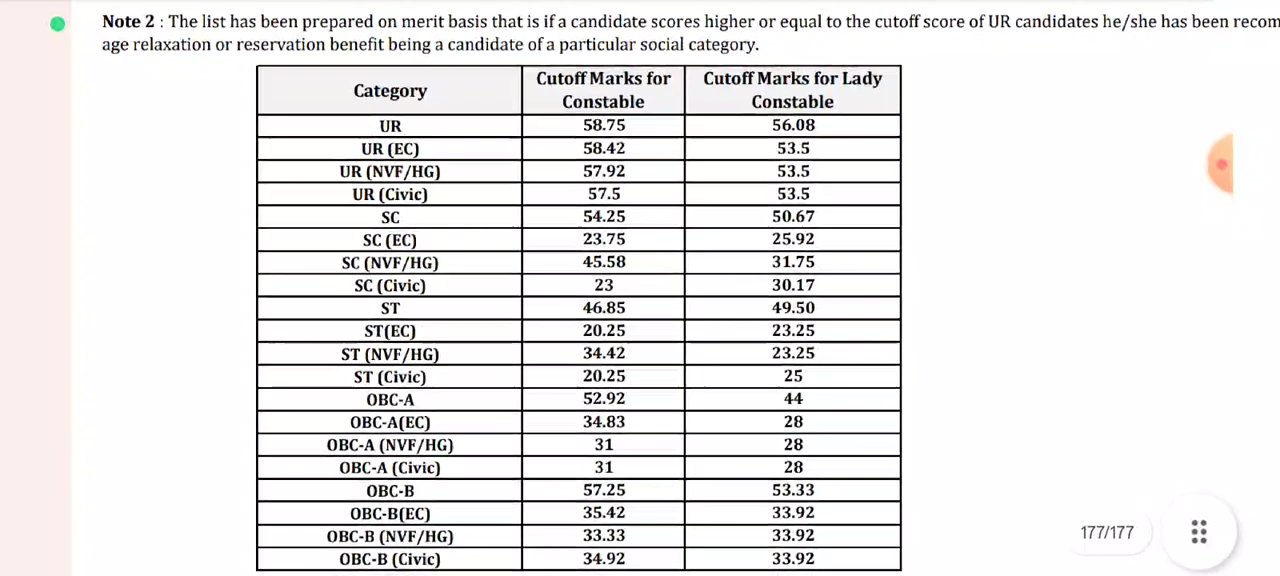 Note 2 : The list has been prepared on merit basis that is if a candidate scores higher or equal to the cutoff score of UR candidates he/she has been
age relaxation or reservation benefit being a candidate of a particular social category.
Category Cutoff Marks for Constable Cutoff Marks for Lady Constable
UR 58.75 56.08
UR (EC) 58.42 53.5
UR (NVF/HG) 57.92 53.5
UR (Civic) 57.5 53.5
SC 54.25 50.67
SC (EC) 23.75 25.92
SC (NVF/HG) 45.58 31.75
SC (Civic) 23 30.17
ST 46.85 49.50
ST(EC) 20.25 23.25
ST (NVF/HG) 34.42 23.25
ST (Civic) 20.25 25
OBC-A 52.92 44
OBC-A(EC) 34.83 28
OBC-A (NVF/HG) 31 28
OBC-A (Civic) 31 28
OBC-B 57.25 53.33
OBC-B(EC) 35.42 33.92
OBC-B (NVF/HG) 33.33 33.92
OBC-B (Civic) 34.92 33.92
177/177